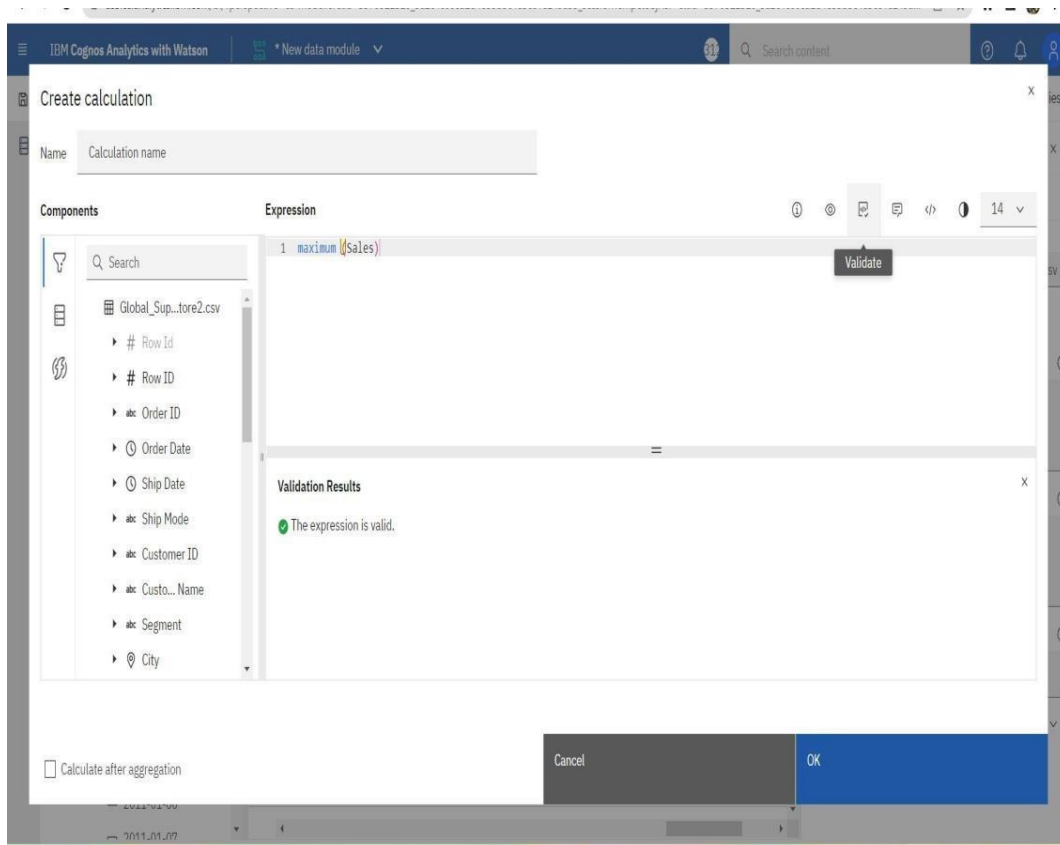 IBM Cognos Analytics with Watson
* New data module
Search content
Create calculation
x
ies
Name
Calculation name
x
Components
Expression
14
1 maximum (Sales)
Validate
Search
sv
Global_Sup...tore2.csv
# Row Id
# Row ID
abc Order ID
Order Date
Ship Date
Validation Results
x
abc Ship Mode
The expression is valid.
abc Customer ID
abc Custo... Name
abc Segment
City
Calculate after aggregation
Cancel
OK
2011-01-07